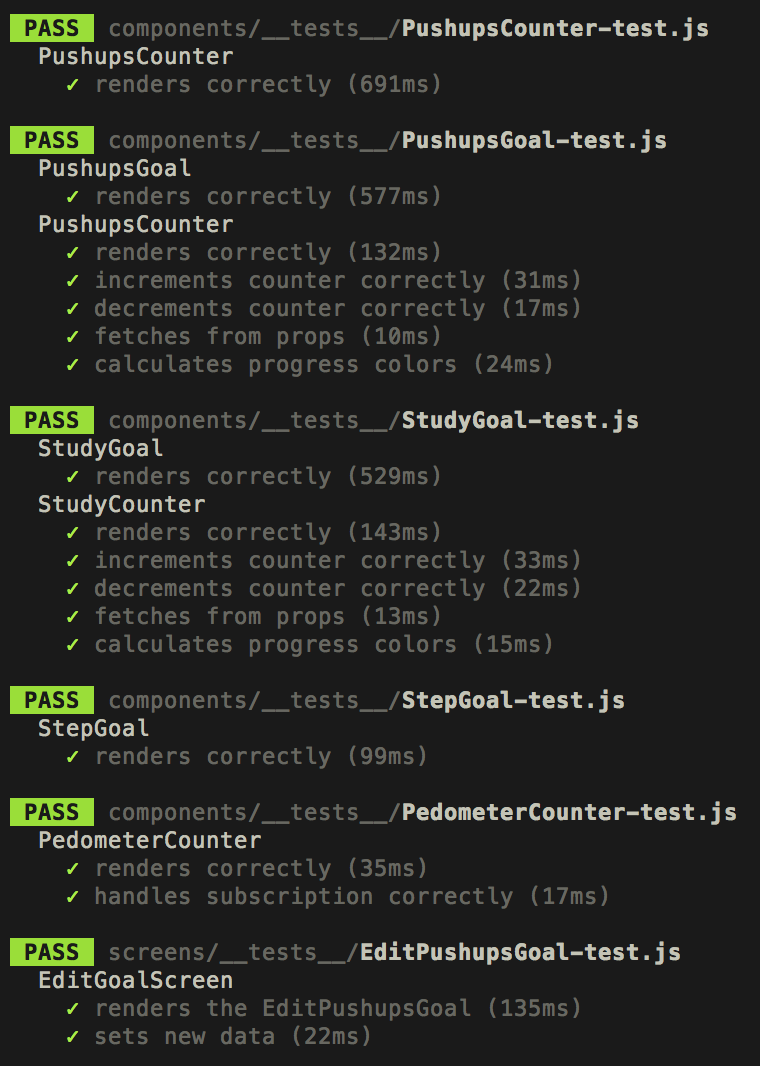 PASS components/__tests__/PushupsCounter-test.js
PushupsCounter
✓ renders correctly (691ms)
PASS components/__tests__/PushupsGoal-test.js
PushupsGoal
✓ renders correctly (577ms)
PushupsCounter
✓ renders correctly (132ms)
✓ increments counter correctly (31ms)
✓ decrements counter correctly (17ms)
✓ fetches from props (10ms)
✓ calculates progress colors (24ms)
PASS components/__tests__/StudyGoal-test.js
StudyGoal
✓ renders correctly (529ms)
StudyCounter
✓ renders correctly (143ms)
✓ increments counter correctly (33ms)
✓ decrements counter correctly (22ms)
✓ fetches from props (13ms)
✓ calculates progress colors (15ms)
PASS components/__tests__/StepGoal-test.js
StepGoal
✓ renders correctly (99ms)
PASS components/__tests__/PedometerCounter-test.js
PedometerCounter
✓ renders correctly (35ms)
✓ handles subscription correctly (17ms)
PASS screens/__tests__/EditPushupsGoal-test.js
EditGoalScreen
✓ renders the EditPushupsGoal (135ms)
✓ sets new data (22ms)